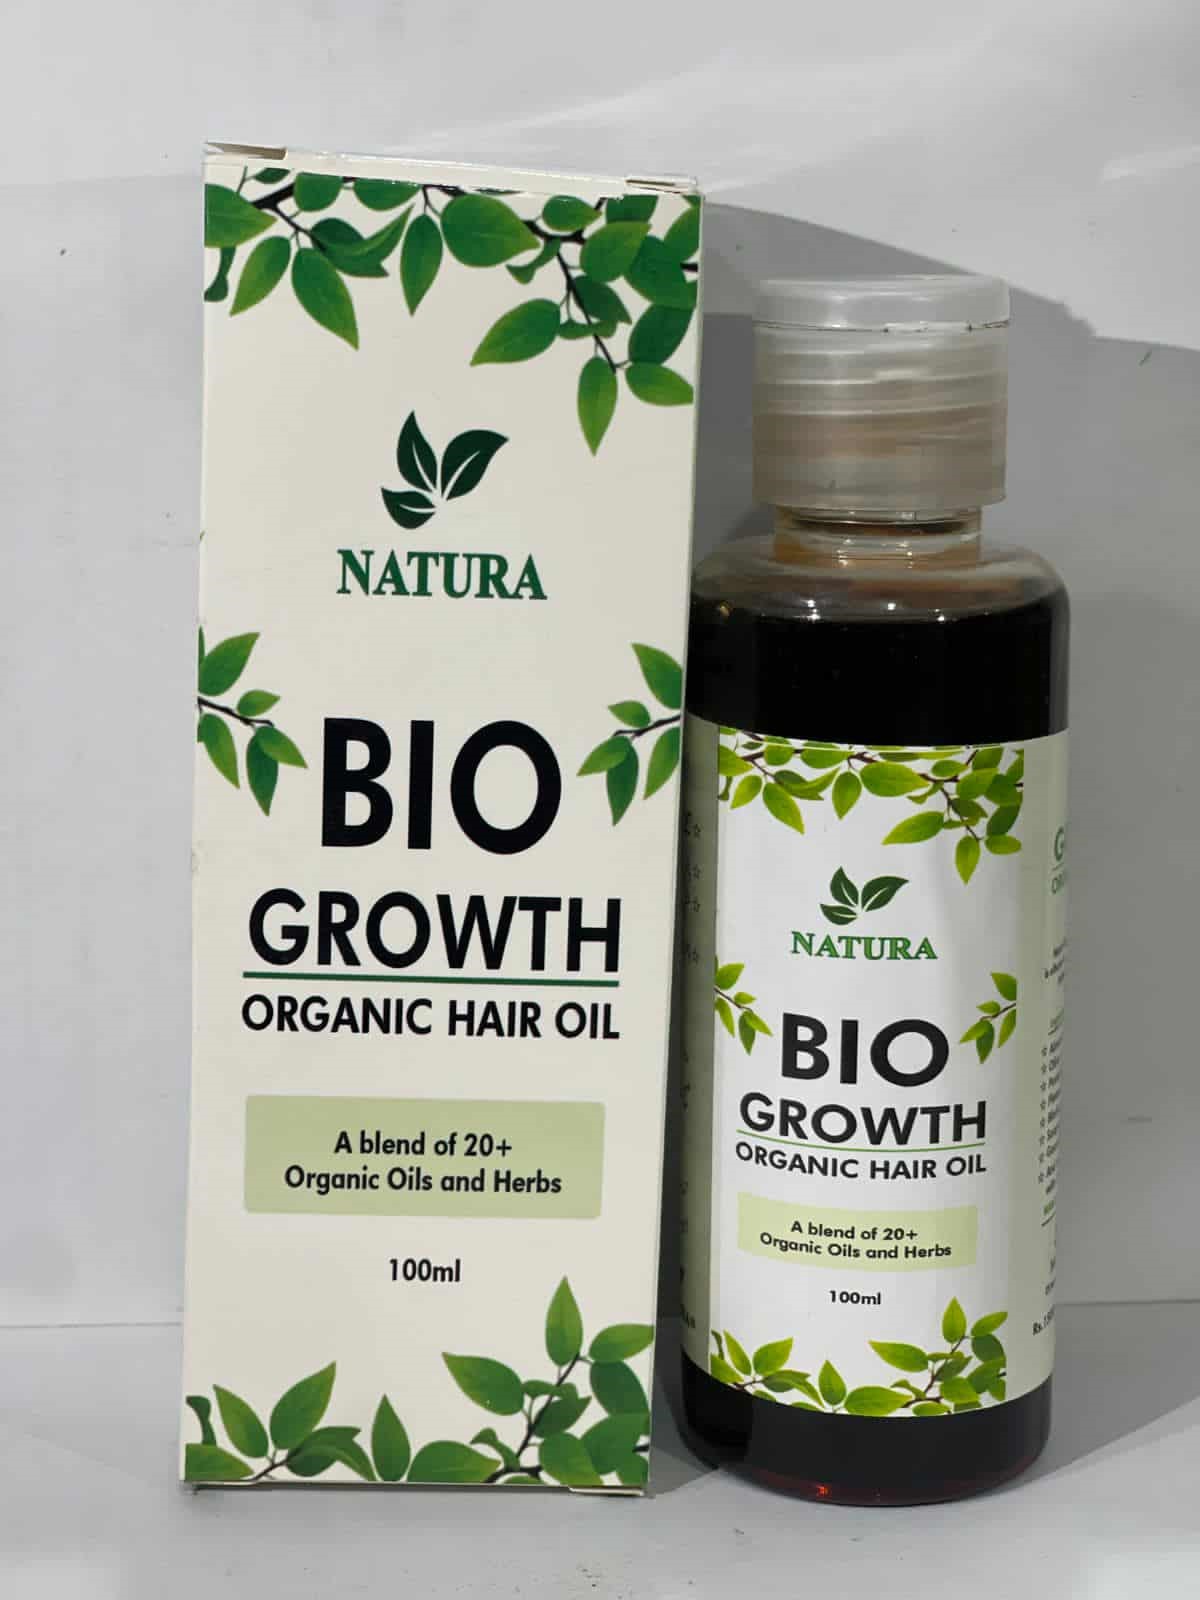 NATURA
BIO
GROWTH
ORGANIC HAIR OIL
A blend of 20+
Organic Oils and Herbs
100ml
NATURA
BIO
GROWTH
ORGANIC HAIR OIL
A blend of 20+
Organic Oils and Herbs
100ml